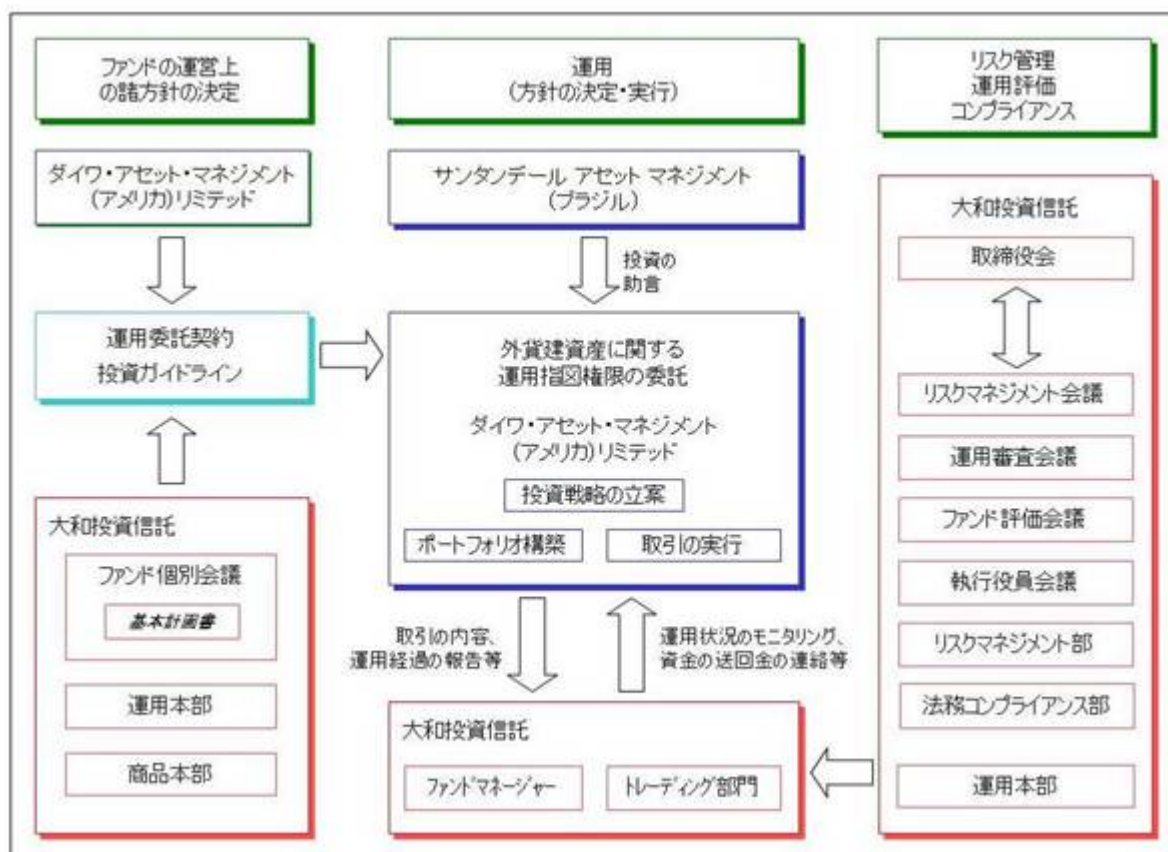 ファンドの運営上
の諸方針の決定
ダイワ・アセット・マネジメント
(アメリカ)リミテッド
運用委託契約
投資ガイドライン
大和投資信託
ファンド個別会議
基本計画書
運用本部
商品本部
運用
(方針の決定・実行)
サンタンデール アセット マネジメント
(ブラジル)
投資の
助言
外貨建資産に関する
運用指図権限の委託
ダイワ・アセット・マネジメント
(アメリカ)リミテッド
投資戦略の立案
ポートフォリオ構築
取引の実行
取引の内容、
運用経過の報告等
運用状況のモニタリング、
資金の送回金の連絡等
大和投資信託
ファンドマネージャー
トレーディング部門
リスク管理
運用評価
コンプライアンス
大和投資信託
取締役会
リスクマネジメント会議
運用審査会議
ファンド評価会議
執行役員会議
リスクマネジメント部
法務コンプライアンス部
運用本部